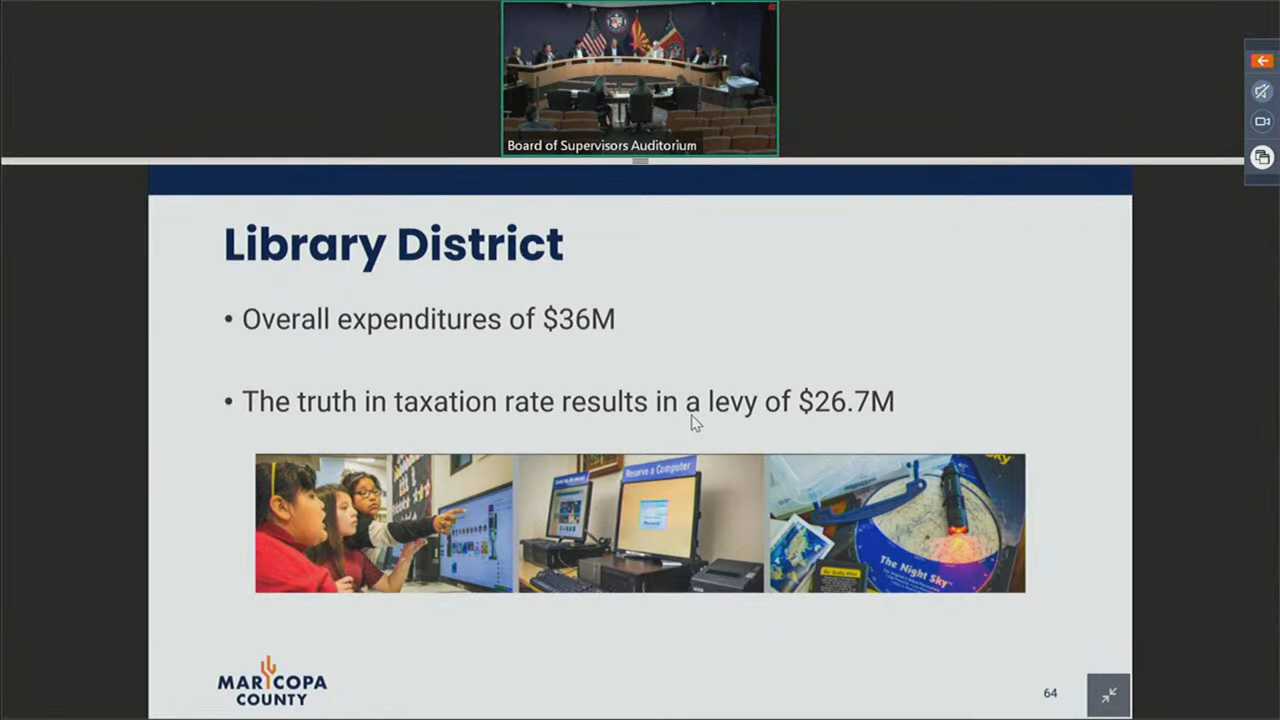 Board of Supervisors Auditorium
Library District
• Overall expenditures of $36M
• The truth in taxation rate results in a levy of $26.7M
Reserve a Computer
The Night Sky
MARICOPA
COUNTY
64